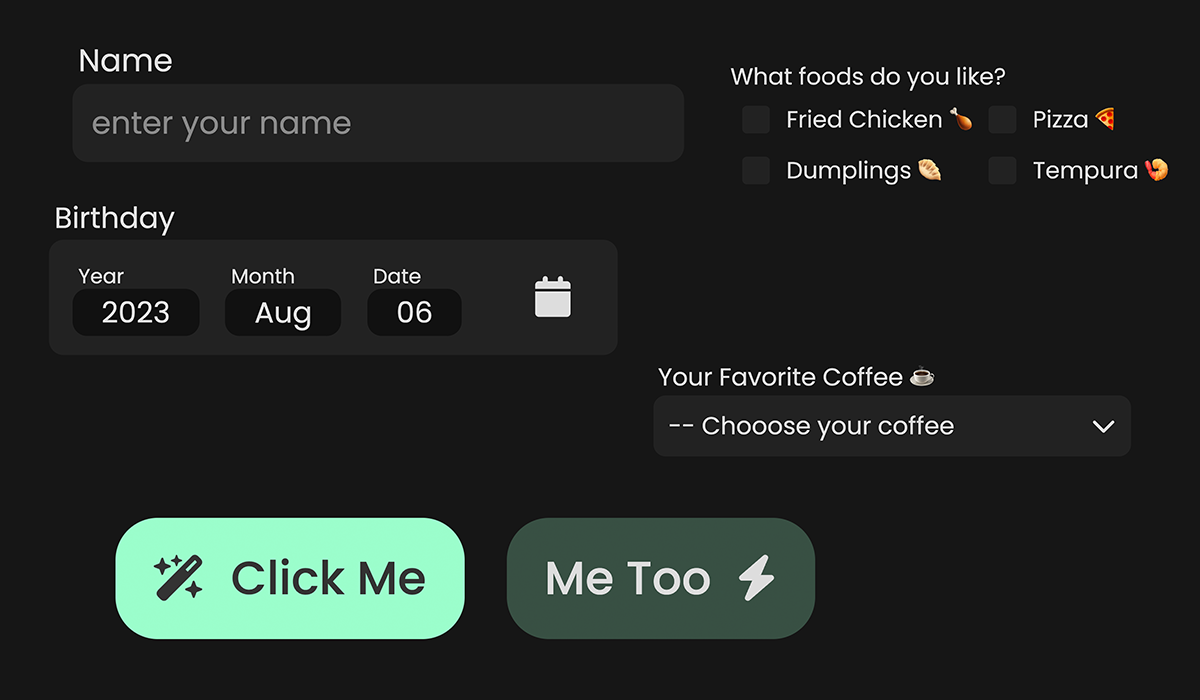 Name
enter your name
What foods do you like?
Fried Chicken 🍗 Pizza 🍕
Dumplings 🥟 Tempura 🍤
Birthday
Year Month Date
2023 Aug 06
Your Favorite Coffee ☕
-- Chooose your coffee
Click Me
Me Too